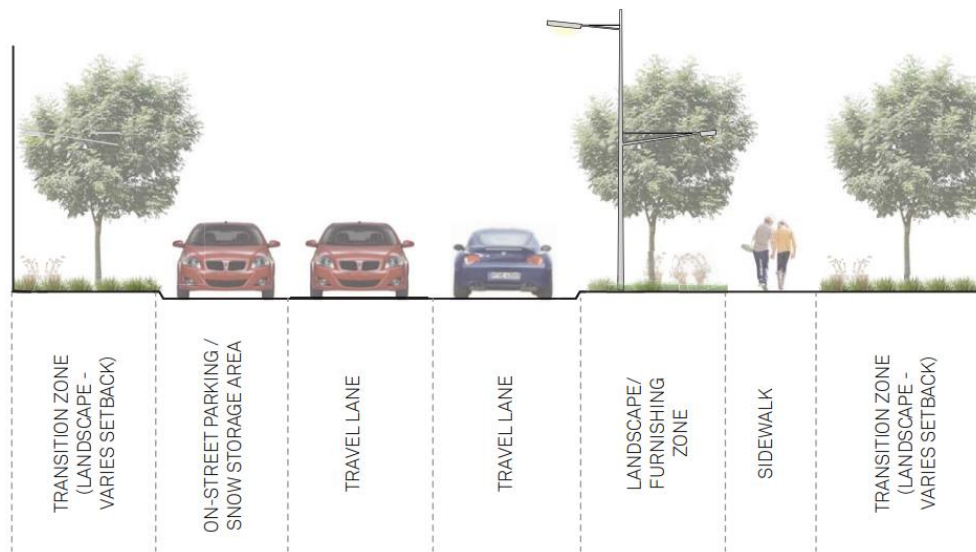 TRANSITION ZONE
(LANDSCAPE -
VARIES SETBACK)
ON-STREET PARKING /
SNOW STORAGE AREA
TRAVEL LANE
TRAVEL LANE
LANDSCAPE/
FURNISHING
ZONE
SIDEWALK
TRANSITION ZONE
(LANDSCAPE -
VARIES SETBACK)